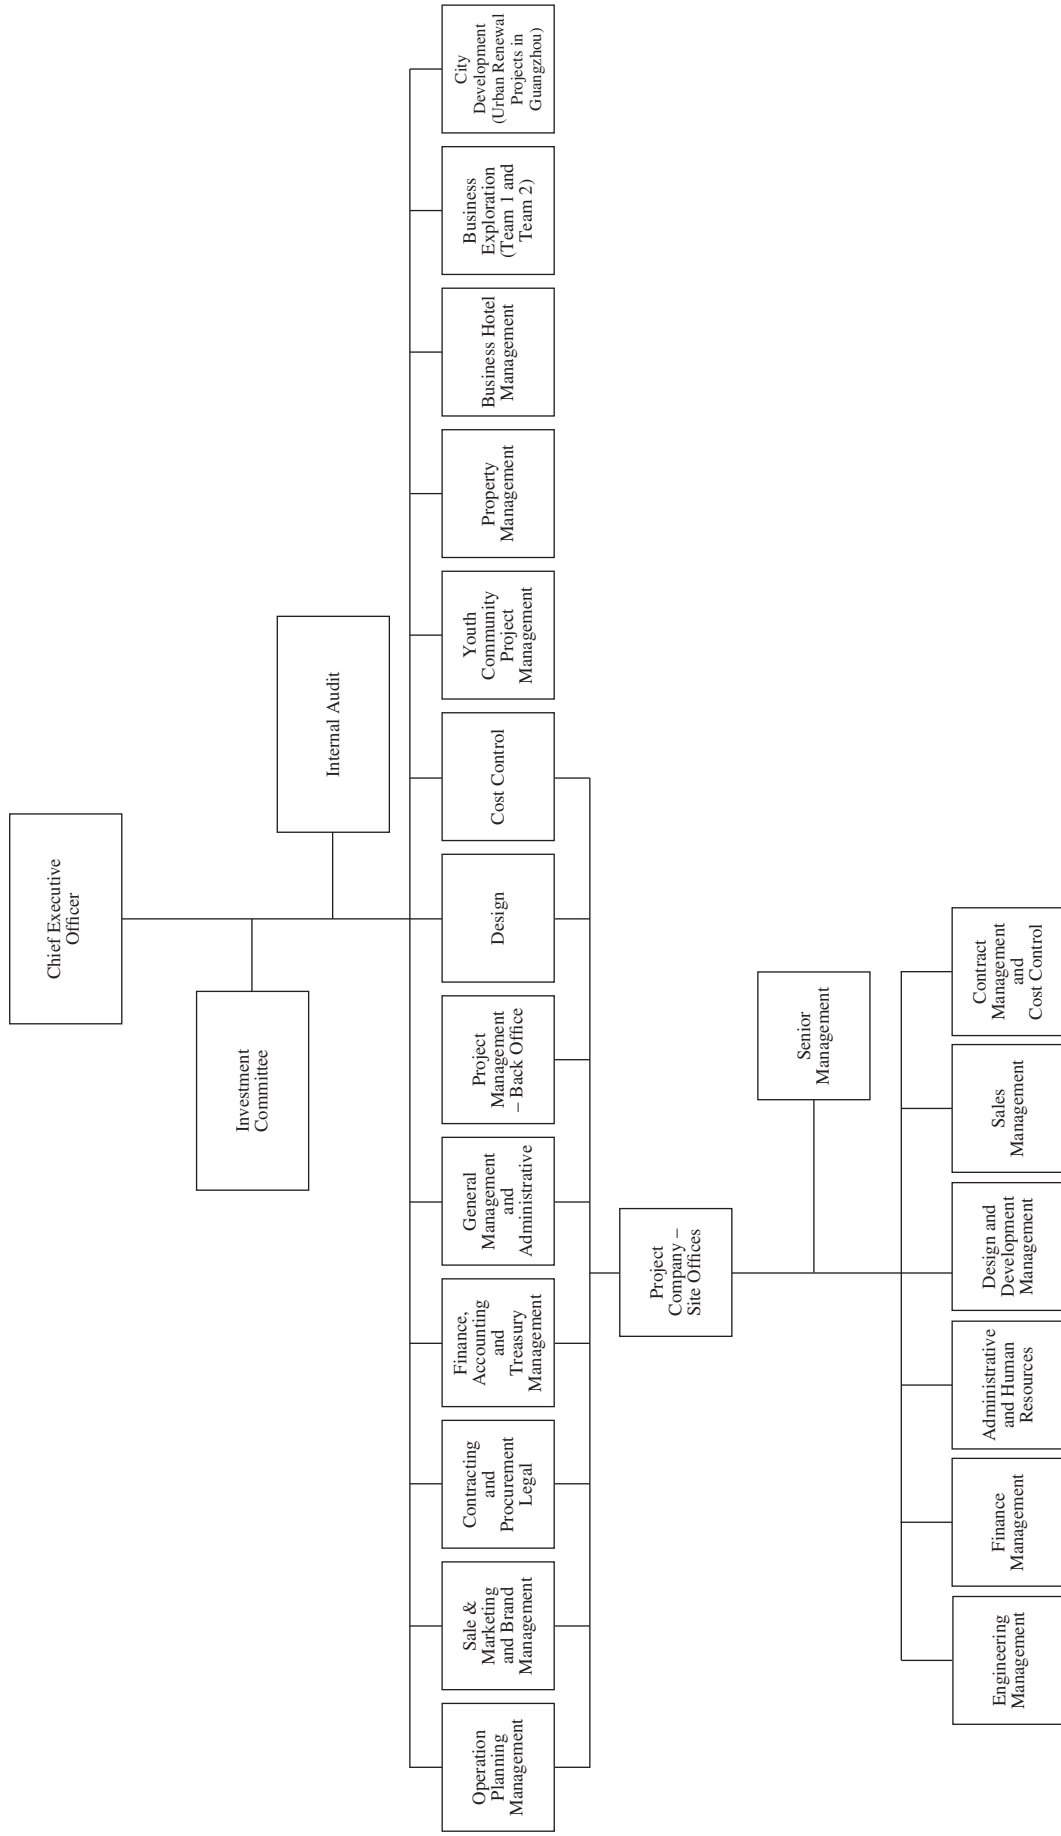 Chief Executive
Officer
Investment
Committee
Internal Audit
Operation
Planning
Management
Sale &
Marketing
and Brand
Management
Contracting
and
Procurement
Legal
Finance,
Accounting
and
Treasury
Management
General
Management
and
Administrative
Project
Management
– Back Office
Design
Cost Control
Youth
Community
Project
Management
Property
Management
Business Hotel
Management
Business
Exploration
(Team 1 and
Team 2)
City
Development
(Urban Renewal
Projects in
Guangzhou)
Project
Company –
Site Offices
Senior
Management
Engineering
Management
Finance
Management
Administrative
and Human
Resources
Design and
Development
Management
Sales
Management
Contract
Management
and
Cost Control